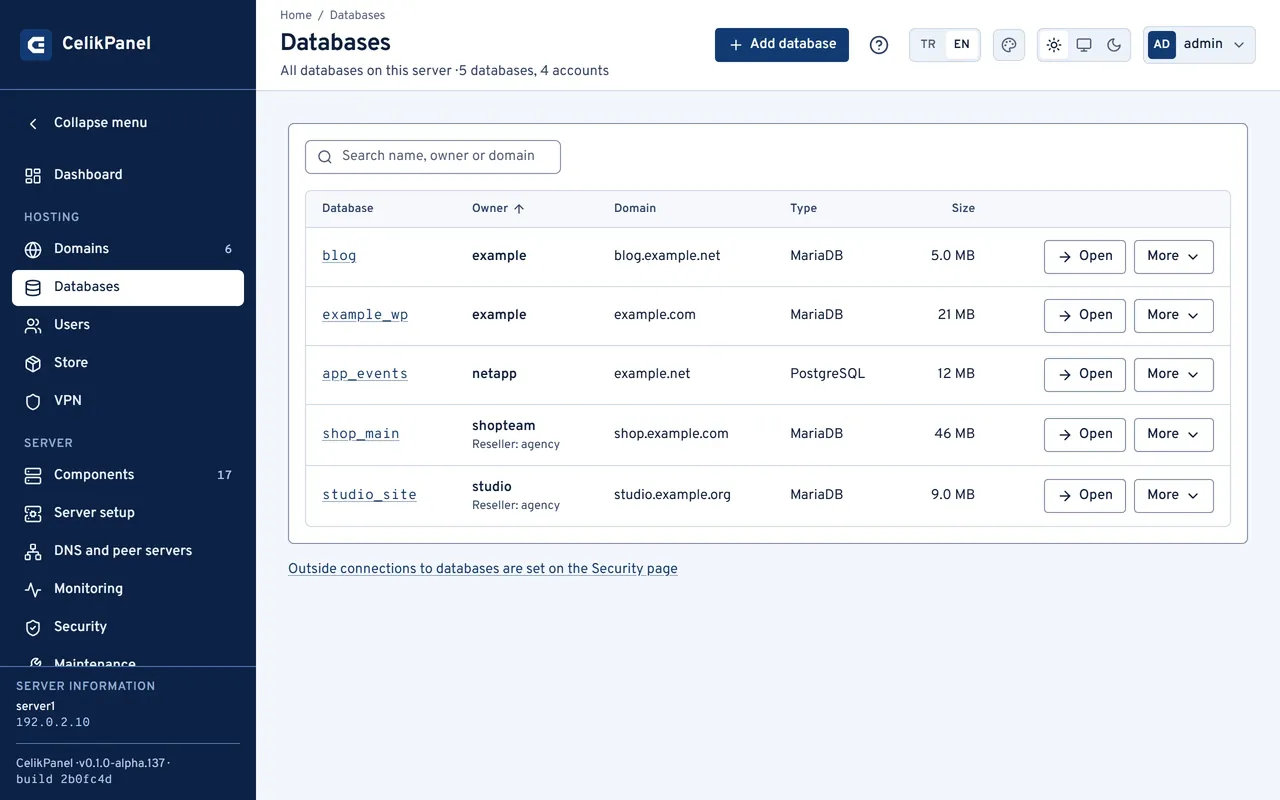 CelikPanel
Collapse menu
Dashboard
HOSTING
Domains 6
Databases
Users
Store
VPN
SERVER
Components 17
Server setup
DNS and peer servers
Monitoring
Security
Maintenance
SERVER INFORMATION
server1
192.0.2.10
CelikPanel ·v0.1.0-alpha.137 ·
build 2b0fc4d
Home / Databases
Databases
All databases on this server ·5 databases, 4 accounts
Add database
TR EN
AD admin
Search name, owner or domain
Database Owner Domain Type Size
blog example blog.example.net MariaDB 5.0 MB Open More
example_wp example example.com MariaDB 21 MB Open More
app_events netapp example.net PostgreSQL 12 MB Open More
shop_main shopteam shop.example.com MariaDB 46 MB Open More
Reseller: agency
studio_site studio studio.example.org MariaDB 9.0 MB Open More
Reseller: agency
Outside connections to databases are set on the Security page